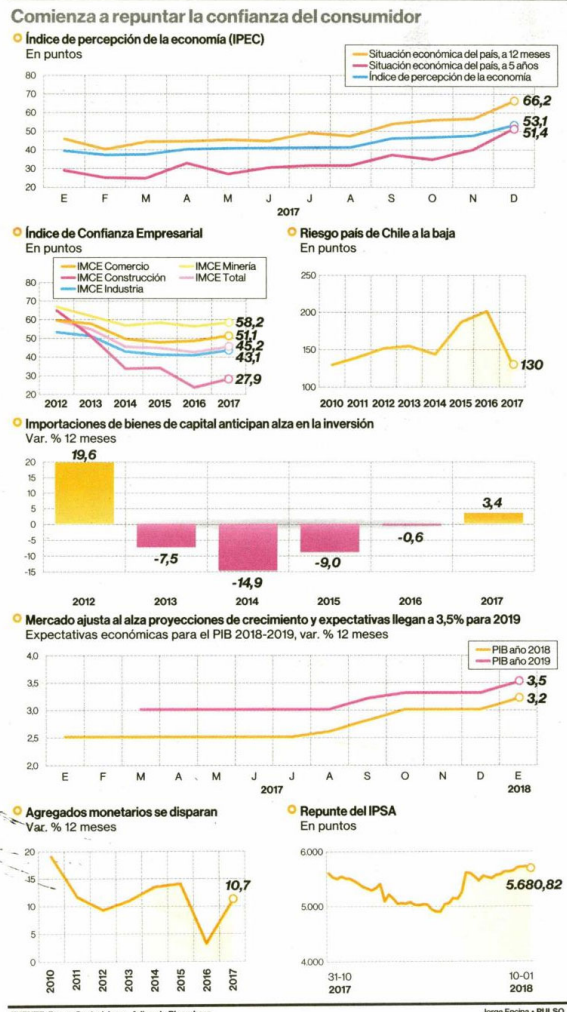 Comienza a repuntar la confianza del consumidor
Índice de percepción de la economía (IPEC)
En puntos
Situación económica del país, a 12 meses
Situación económica del país, a 5 años
Índice de percepción de la economía
80
70
60
50
40
30
20
66,2
53,1
51,4
E F M A M J J A S O N D
2017
Índice de Confianza Empresarial
En puntos
IMCE Comercio
IMCE Minería
IMCE Construcción
IMCE Total
IMCE Industria
80
70
60
50
40
30
20
58,2
51,1
45,2
43,1
27,9
2012 2013 2014 2015 2016 2017
Riesgo país de Chile a la baja
En puntos
250
200
150
100
130
2010 2011 2012 2013 2014 2015 2016 2017
Importaciones de bienes de capital anticipan alza en la inversión
Var. % 12 meses
20
15
10
5
0
-5
-10
-15
19,6
-7,5
-14,9
-9,0
-0,6
3,4
2012 2013 2014 2015 2016 2017
Mercado ajusta al alza proyecciones de crecimiento y expectativas llegan a 3,5% para 2019
Expectativas económicas para el PIB 2018-2019, var. % 12 meses
PIB año 2018
PIB año 2019
4,0
3,5
3,0
2,5
2,0
3,5
3,2
E F M A M J J A S O N D E
2017 2018
Agregados monetarios se disparan
Var. % 12 meses
20
15
10
5
0
10,7
2010 2011 2012 2013 2014 2015 2016 2017
Repunte del IPSA
En puntos
6.000
5.000
4.000
5.680,82
31-10 10-01
2017 2018
PULSO